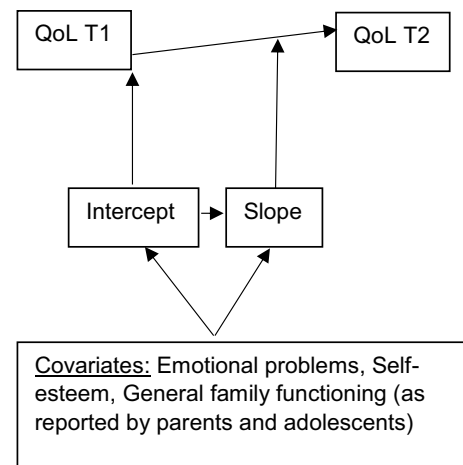 QoL T1
QoL T2
Intercept
Slope
Covariates: Emotional problems, Self-
esteem, General family functioning (as
reported by parents and adolescents)